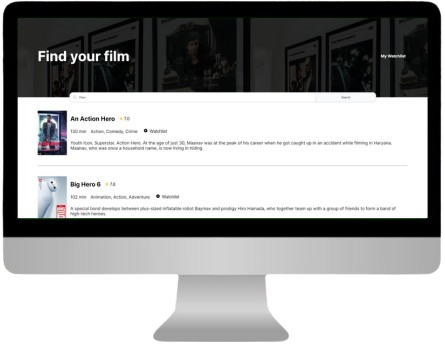 Find your film
My Watchlist
Hero
Search
An Action Hero ★ 7.0
130 min Action, Comedy, Crime Watchlist
Youth Icon. Superstar. Action Hero. At the age of just 30, Maanav was at the peak of his career when he got caught up in an accident while filming in Haryana.
Maanav, who was once a household name, is now living in hiding.
Big Hero 6 ★ 7.8
102 min Animation, Action, Adventure Watchlist
A special bond develops between plus-sized inflatable robot Baymax and prodigy Hiro Hamada, who together team up with a group of friends to form a band of
high-tech heroes.